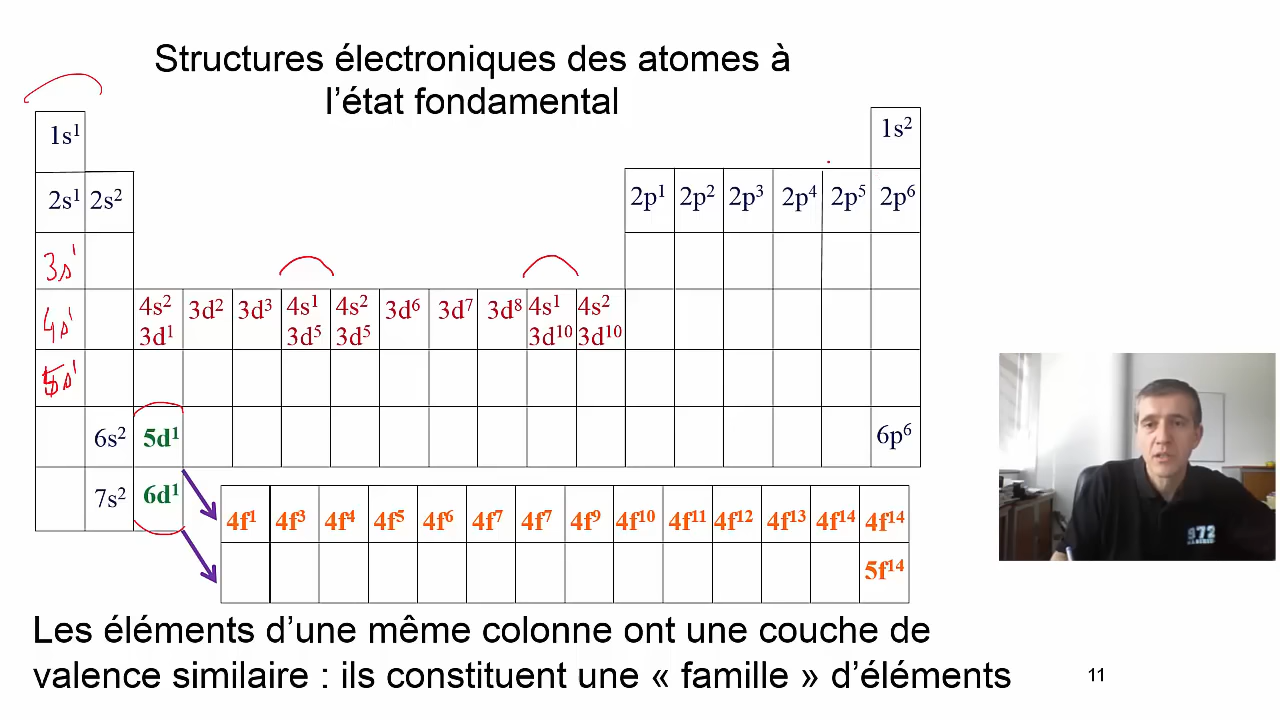 Structures électroniques des atomes à
l’état fondamental
1s¹ 1s²
2s¹ 2s² 2p¹ 2p² 2p³ 2p⁴ 2p⁵ 2p⁶
3s¹
4s¹ 4s² 3d² 3d³ 4s¹ 4s² 3d⁶ 3d⁷ 3d⁸ 4s¹ 4s²
3d¹ 3d⁵ 3d⁵ 3d¹⁰ 3d¹⁰
5s¹
6s² 5d¹ 6p⁶
7s² 6d¹
4f¹ 4f³ 4f⁴ 4f⁵ 4f⁶ 4f⁷ 4f⁷ 4f⁹ 4f¹⁰ 4f¹¹ 4f¹² 4f¹³ 4f¹⁴ 4f¹⁴
5f¹⁴
Les éléments d’une même colonne ont une couche de
valence similaire : ils constituent une « famille » d’éléments
11
972